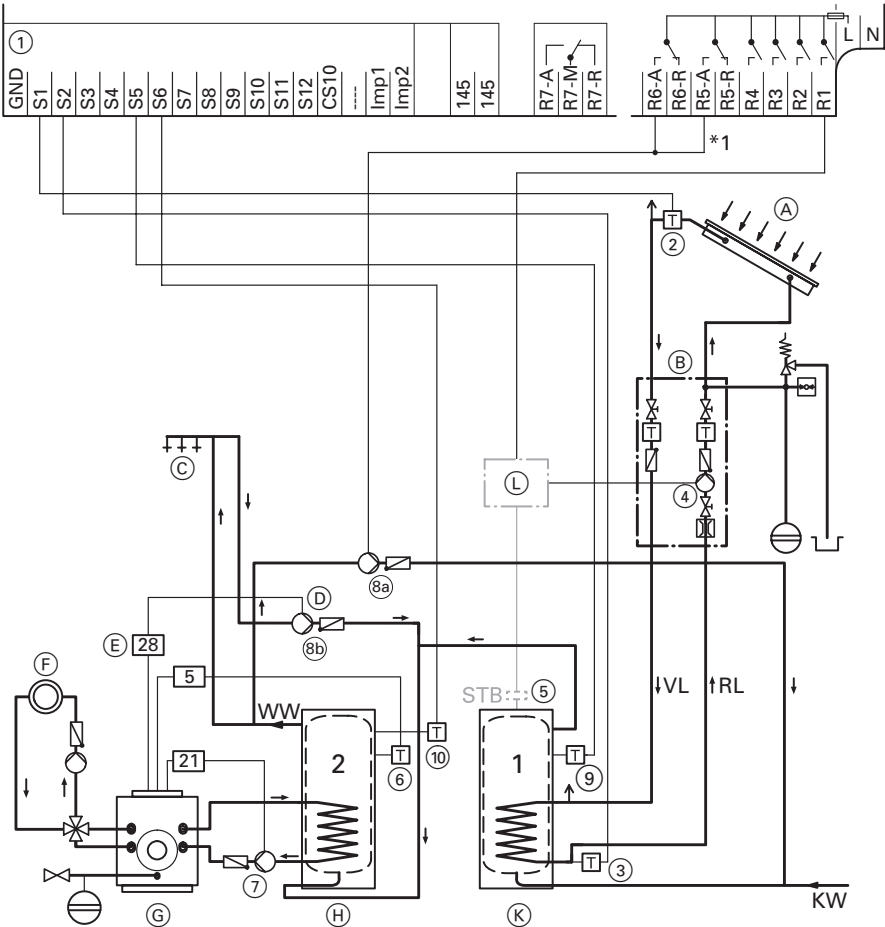 1
L N
GND S1 S2 S3 S4 S5 S6 S7 S8 S9 S10 S11 S12 CS10 ---- Imp1 Imp2 145 145
R7-A R7-M R7-R
R6-A R6-R R5-A R5-R R4 R3 R2 R1
*1
A
T
2
B
T T
C
L
4
8a
D
E 28
8b
F
5
STB 5
VL RL
WW
2
T
10
1
T
9
T
6
21
7
T
3
KW
G
H
K